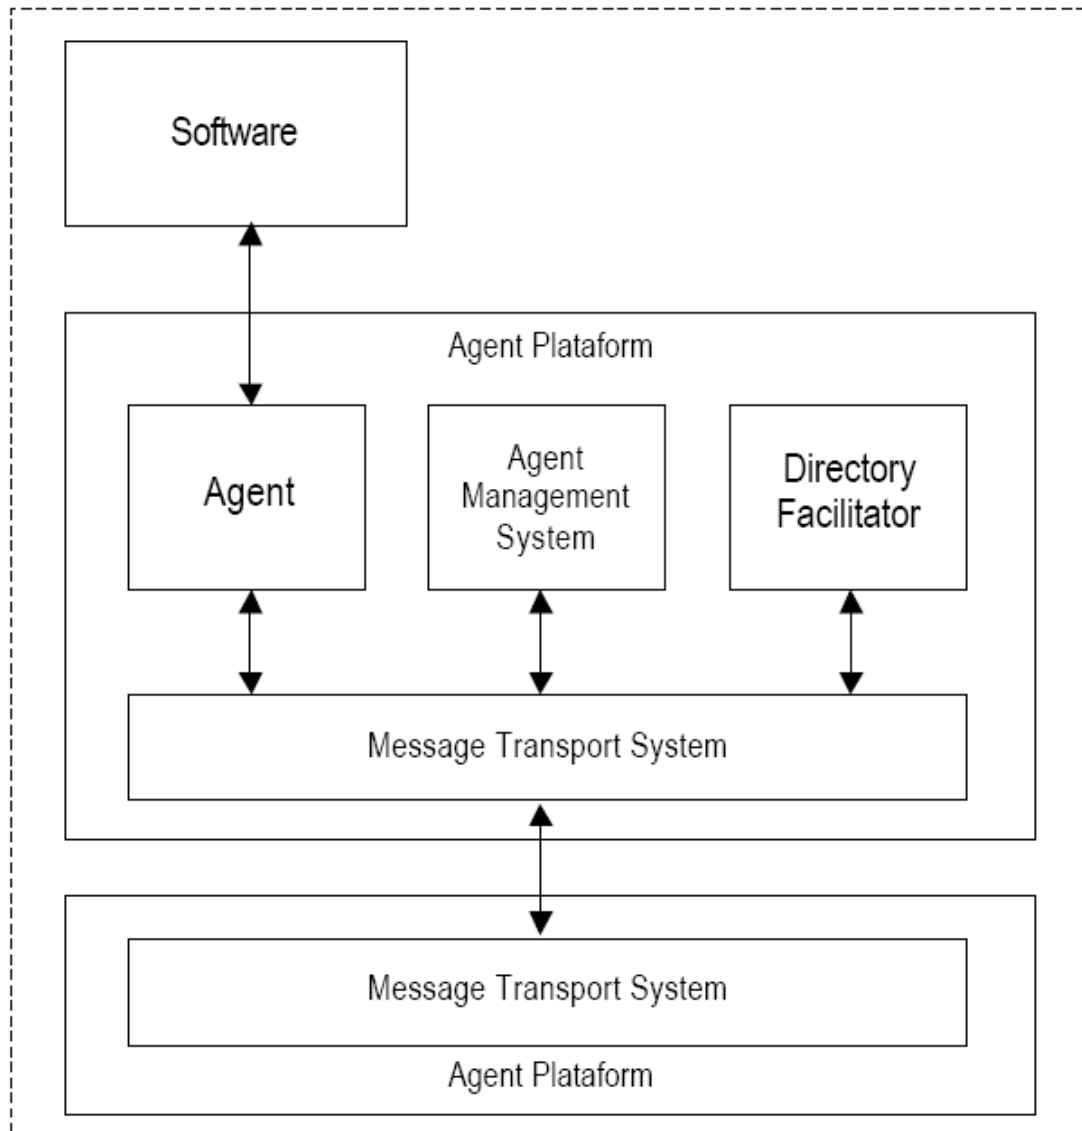 Software
Agent Plataform
Agent
Agent
Management
System
Directory
Facilitator
Message Transport System
Message Transport System
Agent Plataform